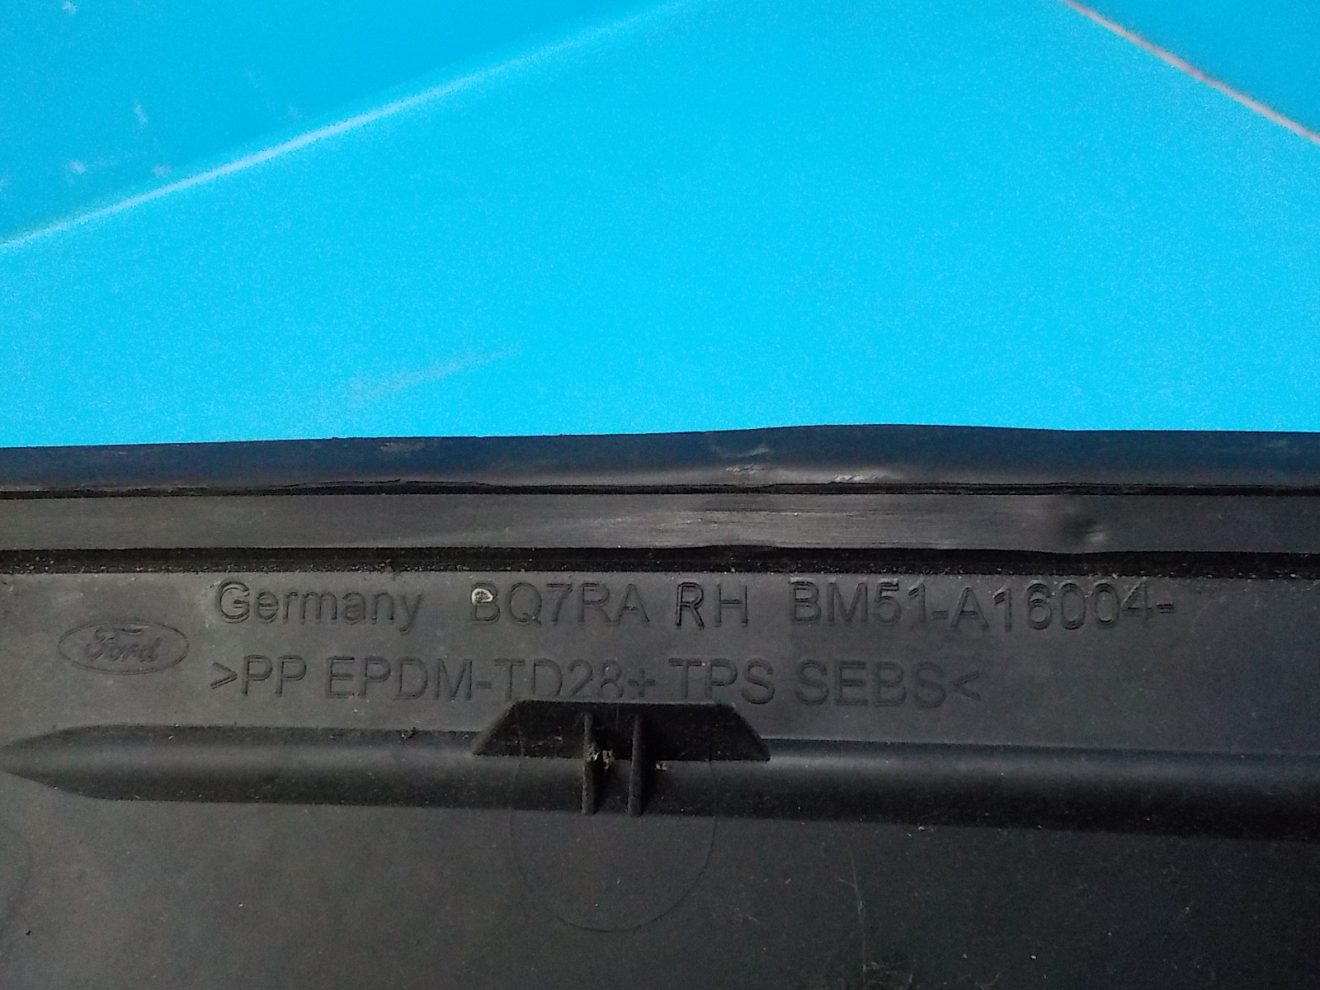 Germany BQ7RA RH BM51-A16004-
Ford
>PP EPDM-TD28+ TPS SEBS<